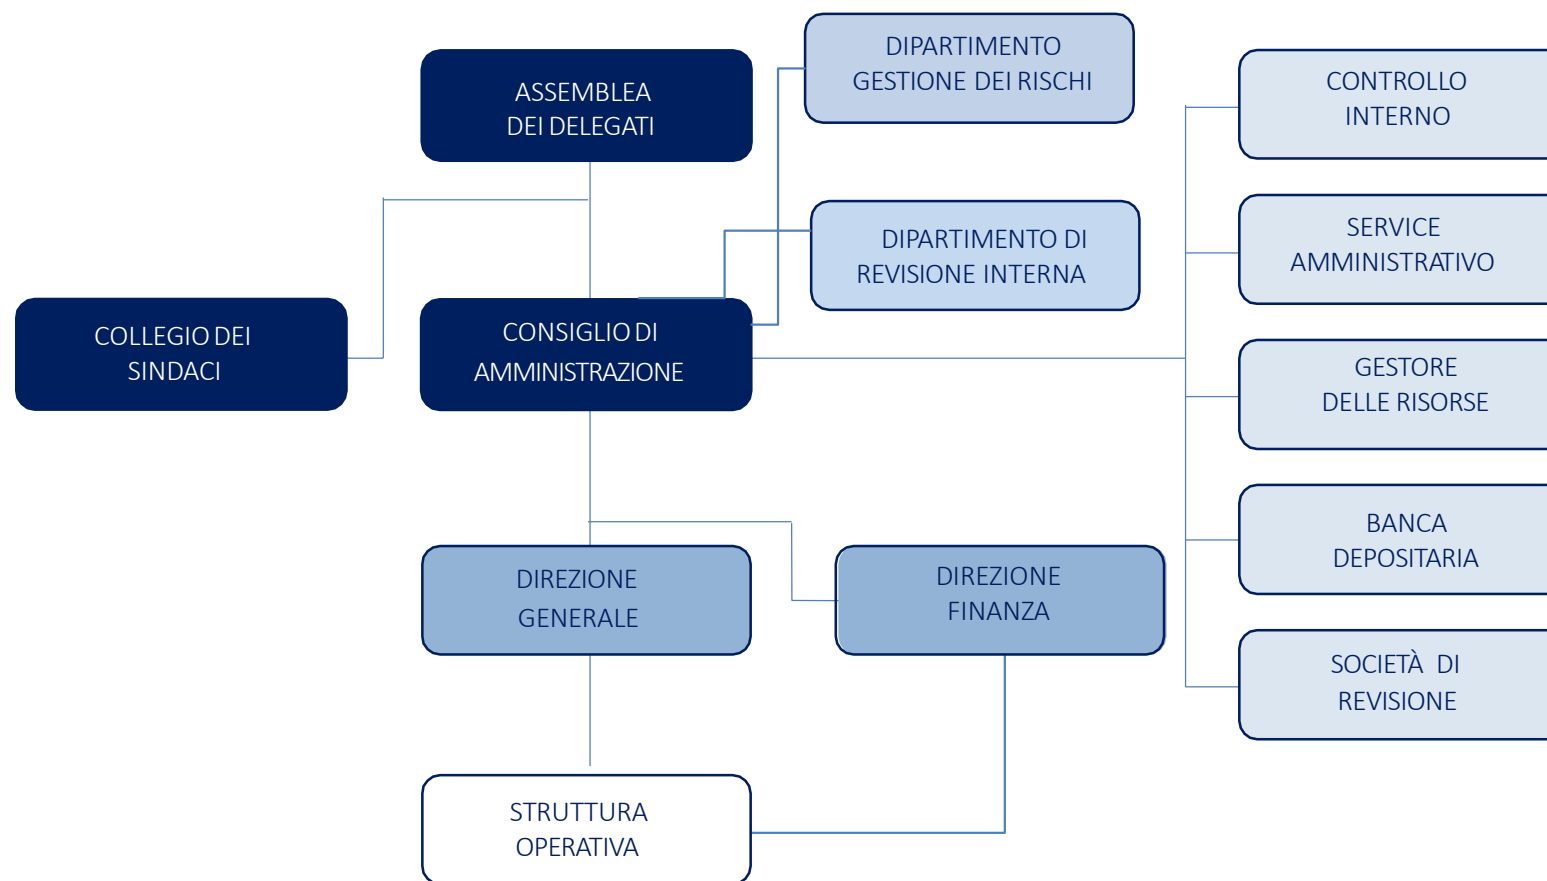 ASSEMBLEA
DEI DELEGATI
DIPARTIMENTO
GESTIONE DEI RISCHI
DIPARTIMENTO DI
REVISIONE INTERNA
COLLEGIO DEI
SINDACI
CONSIGLIO DI
AMMINISTRAZIONE
DIREZIONE
GENERALE
DIREZIONE
FINANZA
STRUTTURA
OPERATIVA
CONTROLLO
INTERNO
SERVICE
AMMINISTRATIVO
GESTORE
DELLE RISORSE
BANCA
DEPOSITARIA
SOCIETÀ DI
REVISIONE